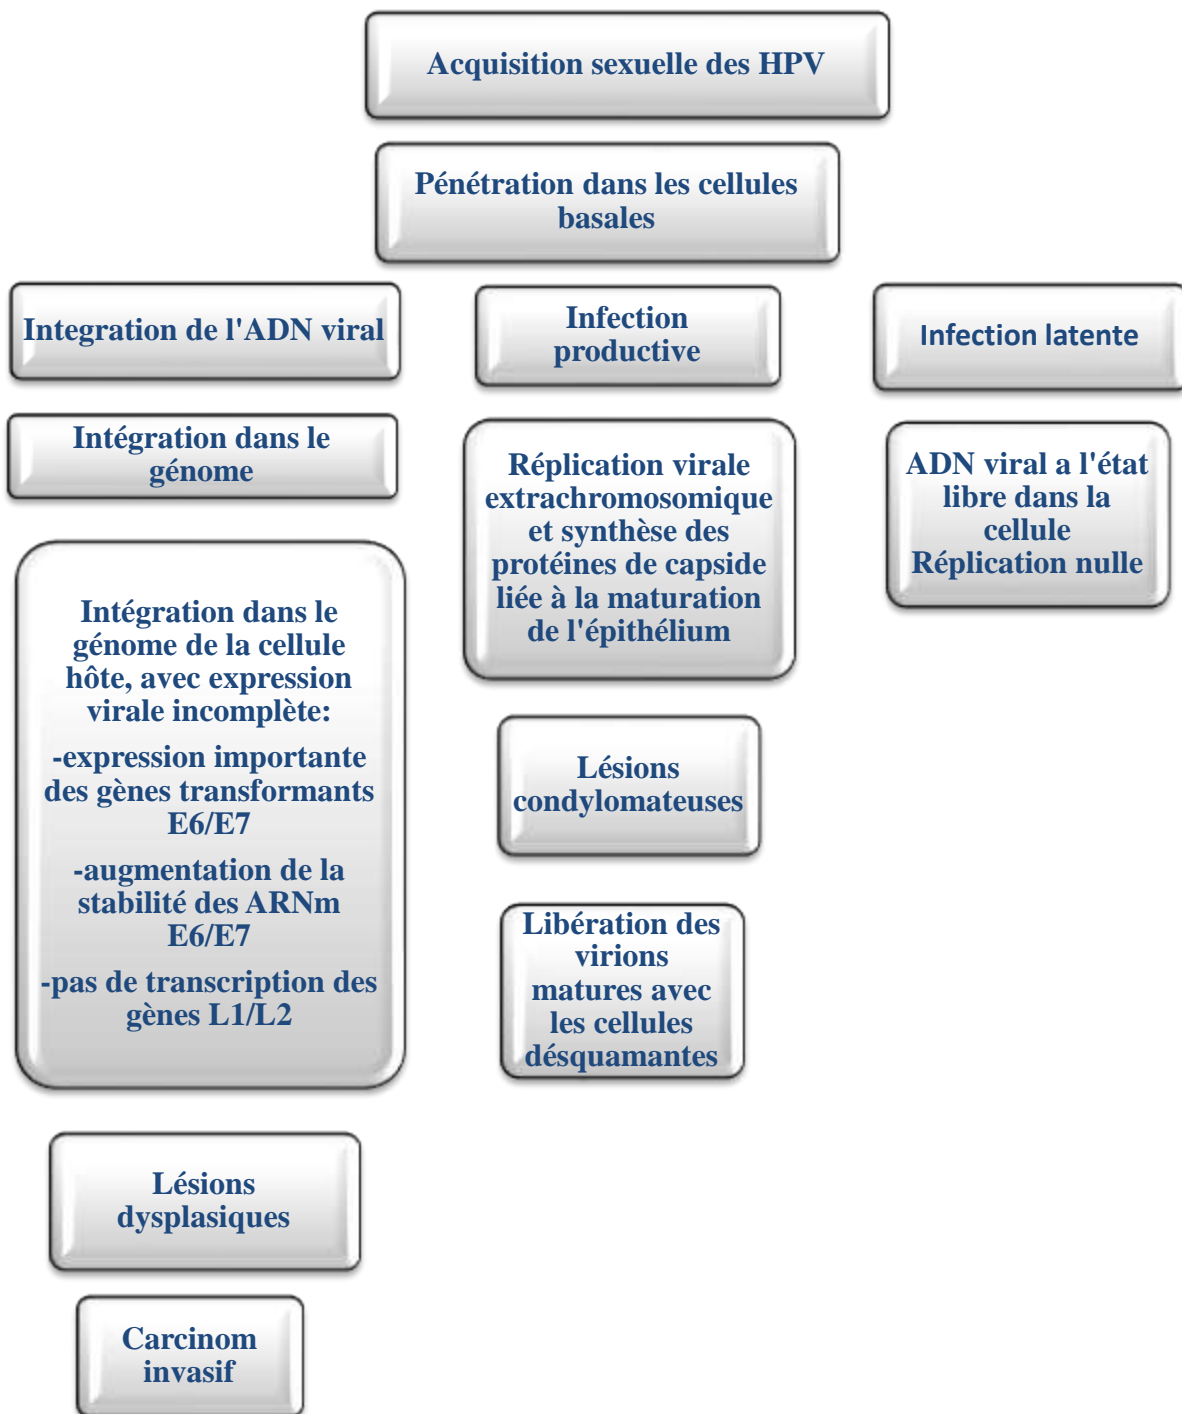 Acquisition sexuelle des HPV
Pénétration dans les cellules
basales
Integration de l'ADN viral
Intégration dans le
génome
Intégration dans le
génome de la cellule
hôte, avec expression
virale incomplète:
-expression importante
des gènes transformants
E6/E7
-augmentation de la
stabilité des ARNm
E6/E7
-pas de transcription des
gènes L1/L2
Lésions
dysplasiques
Carcinom
invasif
Infection
productive
Réplication virale
extrachromosomique
et synthèse des
protéines de capside
liée à la maturation
de l'épithélium
Lésions
condylomateuses
Libération des
virions
matures avec
les cellules
désquamantes
Infection latente
ADN viral a l'état
libre dans la
cellule
Réplication nulle